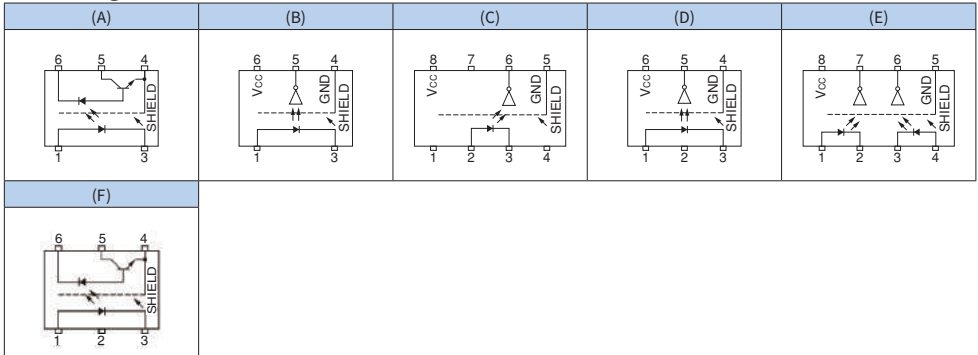 (A) (B) (C) (D) (E)
6 5 4 6 5 4 8 7 6 5 6 5 4 8 7 6 5
SHIELD VCC GND SHIELD VCC GND SHIELD VCC GND SHIELD VCC GND SHIELD
1 3 1 3 1 2 3 4 1 2 3 1 2 3 4
(F)
6 5 4
SHIELD
1 2 3